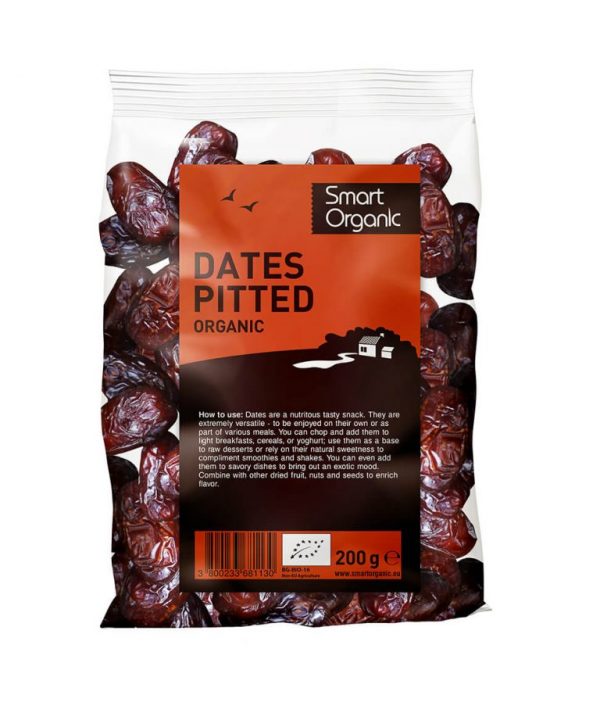 Smart
Organic
DATES
PITTED
ORGANIC
How to use: Dates are a nutritous tasty snack. They are
extremely versatile - to be enjoyed on their own or as
part of various meals. You can chop and add them to
light breakfasts, cereals, or yoghurt; use them as a base
to raw desserts or rely on their natural sweetness to
compliment smoothies and shakes. You can even add
them to savory dishes to bring out an exotic mood.
Combine with other dried fruit, nuts and seeds to enrich
flavor.
3 800233 681130
BG-BIO-16
Non-EU Agriculture
200 g ℮
www.smartorganic.eu